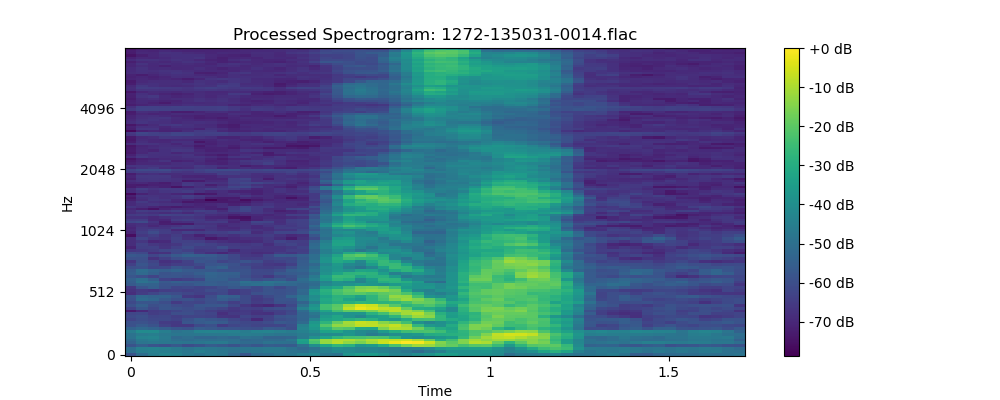 Processed Spectrogram: 1272-135031-0014.flac
Hz
4096
2048
1024
512
0
0 0.5 1 1.5
Time
+0 dB
-10 dB
-20 dB
-30 dB
-40 dB
-50 dB
-60 dB
-70 dB